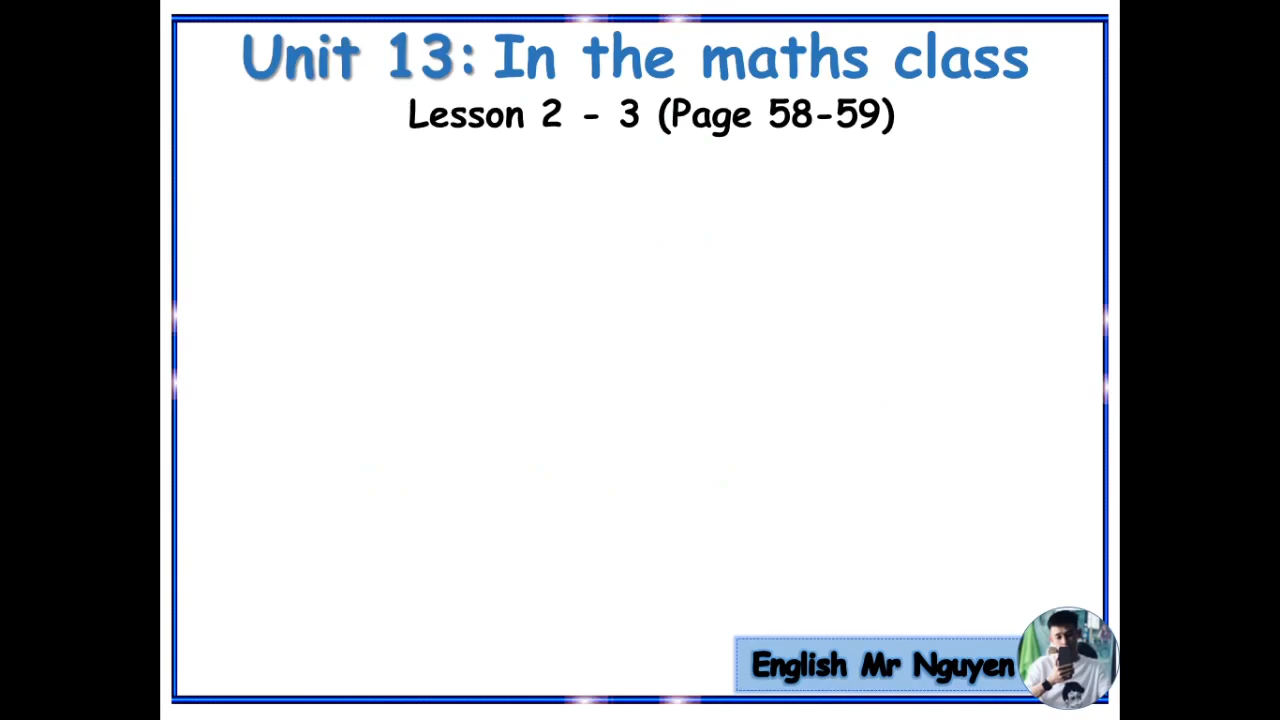 Unit 13: In the maths class
Lesson 2 - 3 (Page 58-59)
English Mr Nguyen